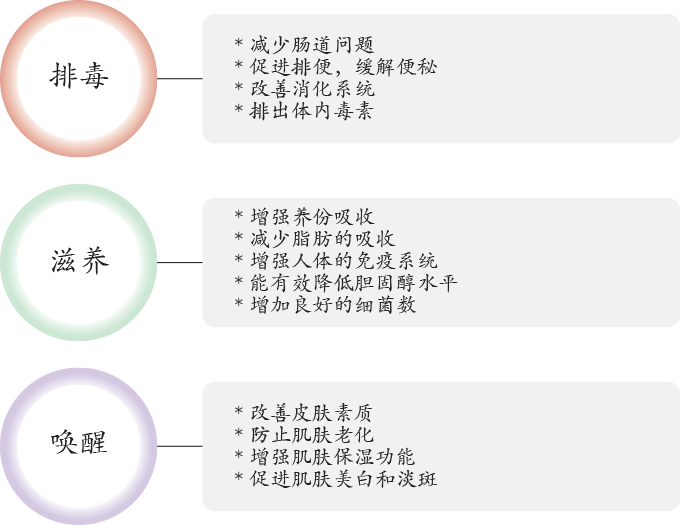 排毒
* 减少肠道问题
* 促进排便，缓解便秘
* 改善消化系统
* 排出体内毒素
滋养
* 增强养份吸收
* 减少脂肪的吸收
* 增强人体的免疫系统
* 能有效降低胆固醇水平
* 增加良好的细菌数
唤醒
* 改善皮肤素质
* 防止肌肤老化
* 增强肌肤保湿功能
* 促进肌肤美白和淡斑